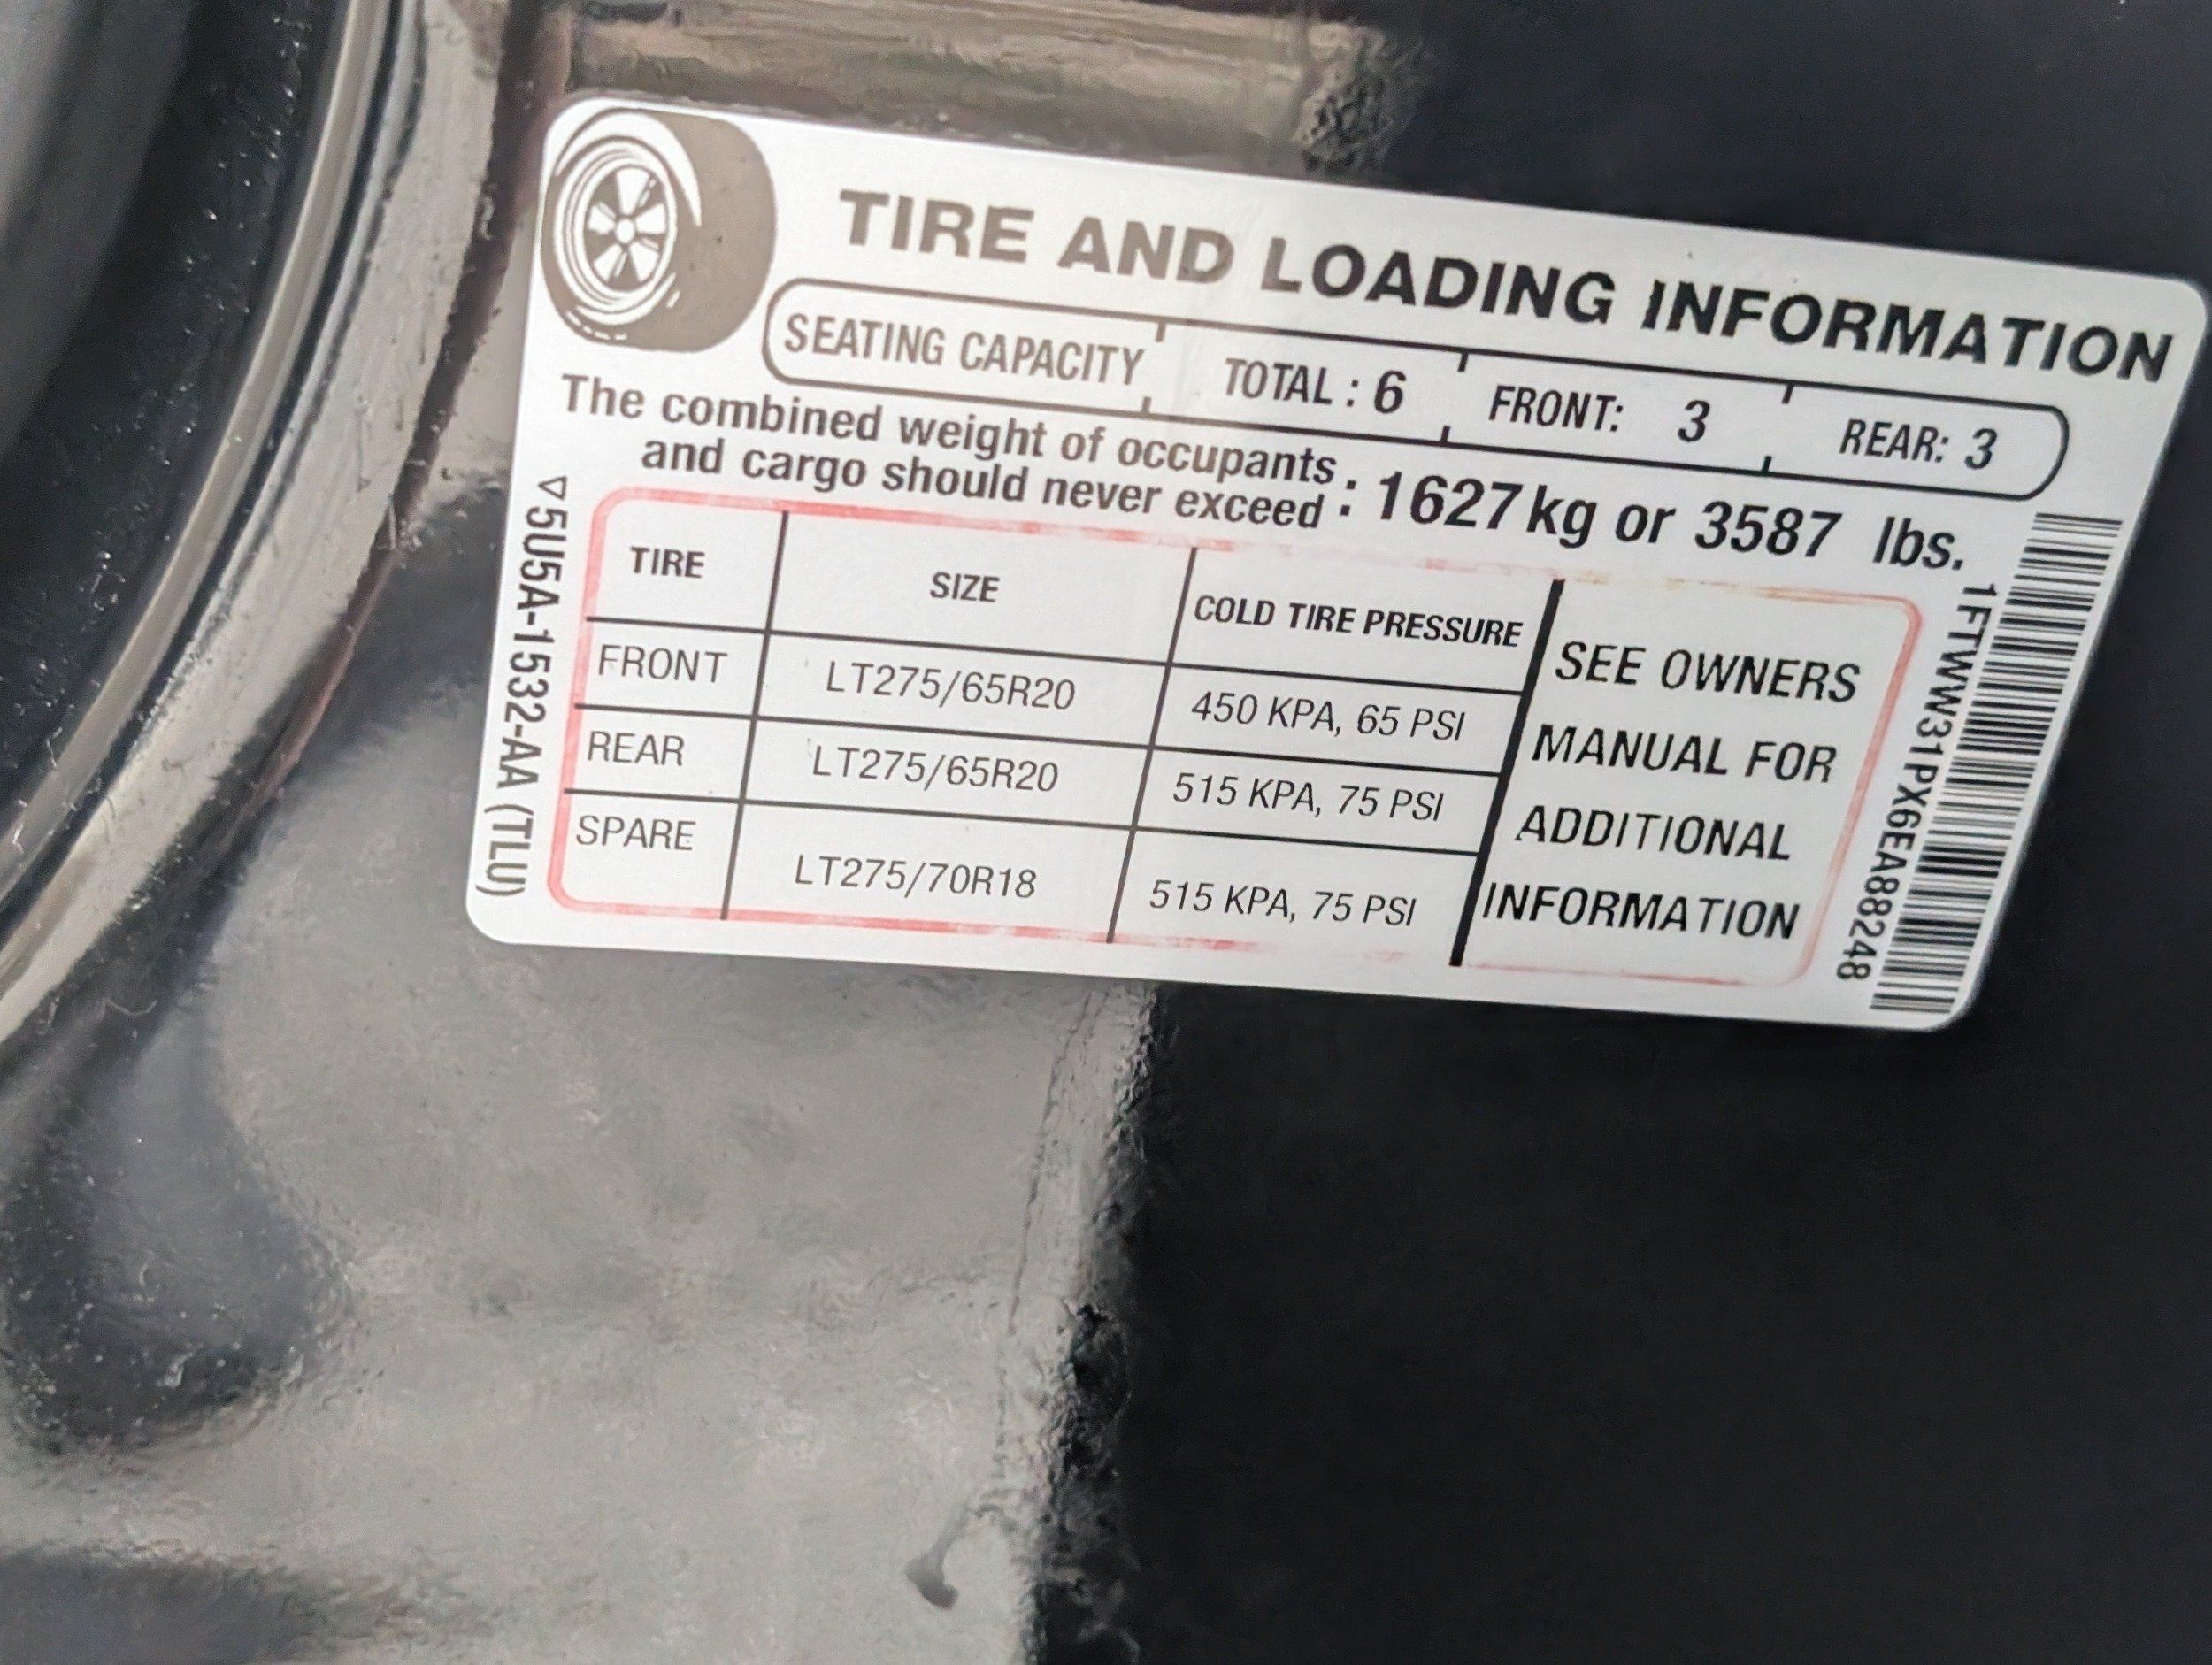 TIRE AND LOADING INFORMATION
SEATING CAPACITY TOTAL : 6 FRONT: 3 REAR: 3
The combined weight of occupants
and cargo should never exceed : 1627kg or 3587 lbs.
TIRE SIZE COLD TIRE PRESSURE
FRONT LT275/65R20 450 KPA, 65 PSI
REAR LT275/65R20 515 KPA, 75 PSI
SPARE LT275/70R18 515 KPA, 75 PSI
SEE OWNERS
MANUAL FOR
ADDITIONAL
INFORMATION
5U5A-1532-AA (TLU)
1FTWW31PX6EA88248